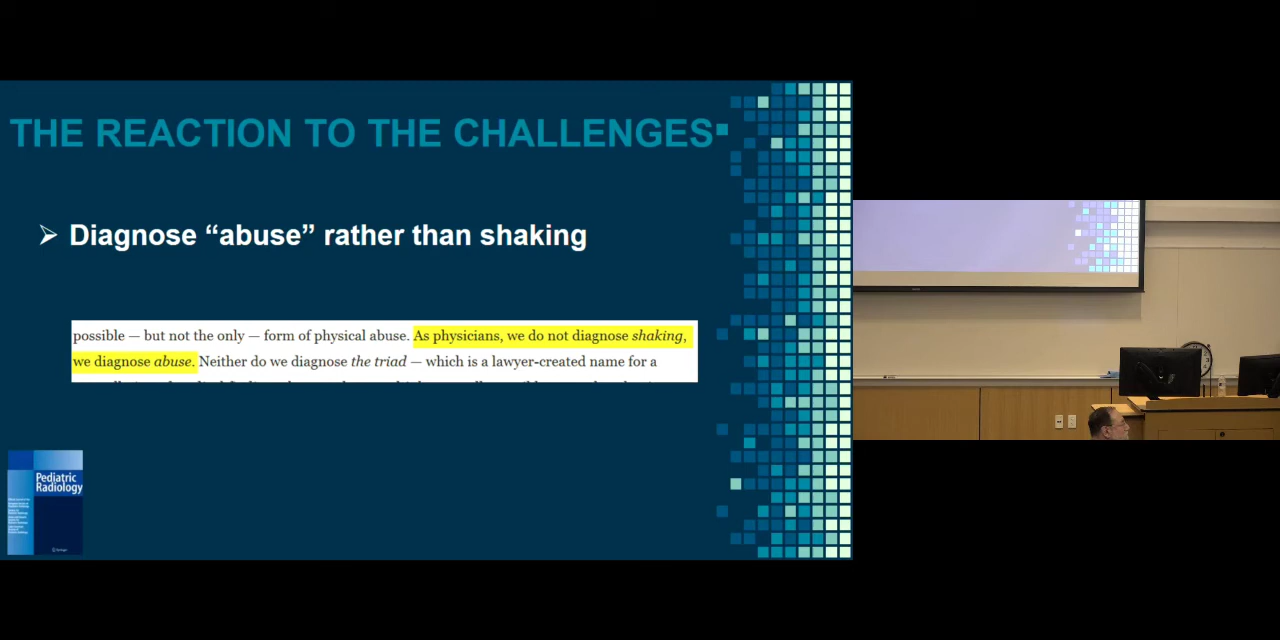 THE REACTION TO THE CHALLENGES
➢ Diagnose “abuse” rather than shaking
possible — but not the only — form of physical abuse. As physicians, we do not diagnose shaking,
we diagnose abuse. Neither do we diagnose the triad — which is a lawyer-created name for a
Pediatric
Radiology